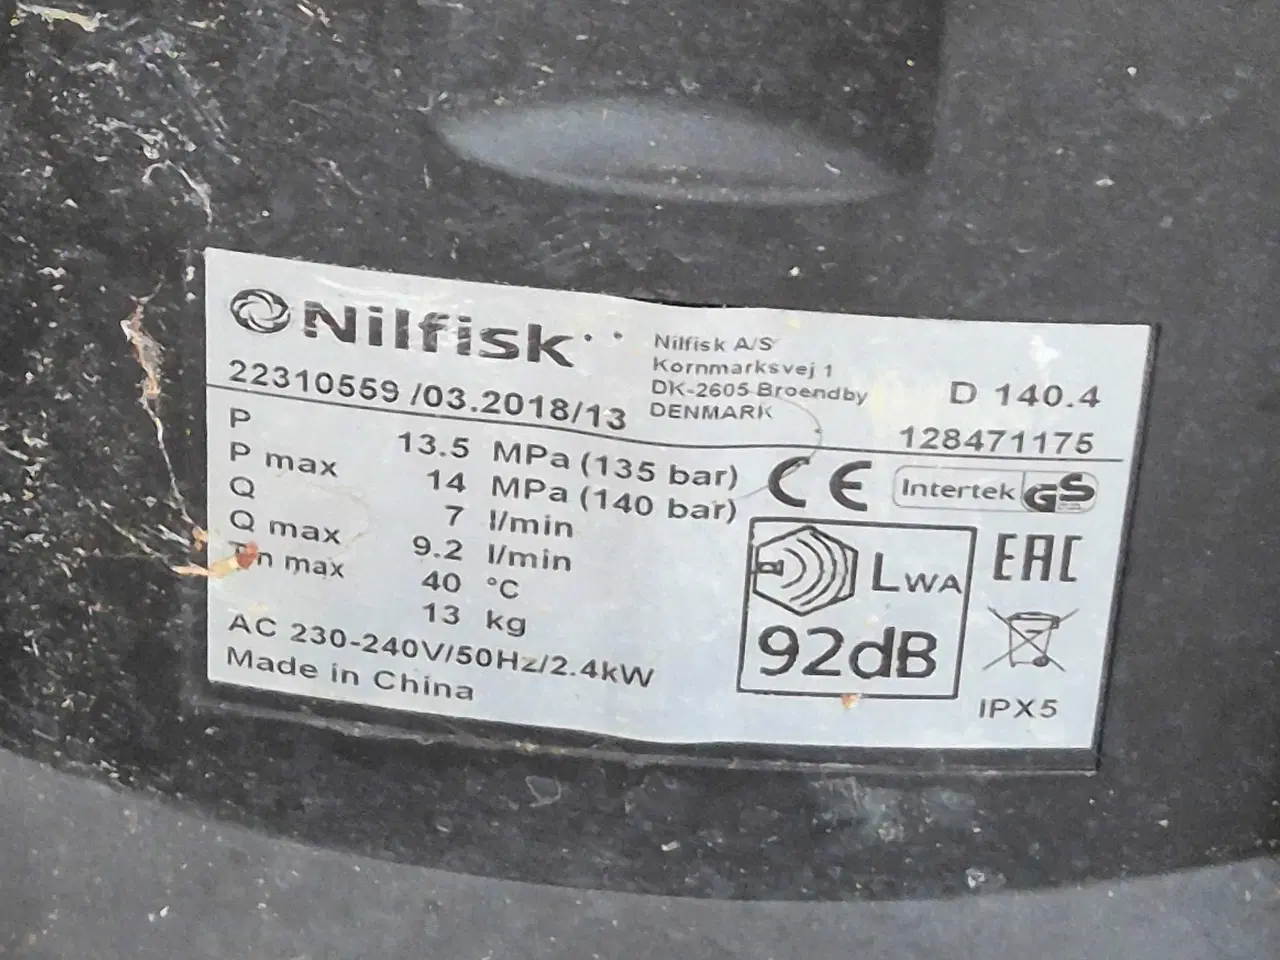 Nilfisk
Nilfisk A/S
Kornmarksvej 1
DK-2605 Broendby
DENMARK
D 140.4
128471175
22310559 /03.2018/13
P 13.5 MPa (135 bar)
P max 14 MPa (140 bar)
Q 7 l/min
Q max 9.2 l/min
Tin max 40 °C
13 kg
AC 230-240V/50Hz/2.4kW
Made in China
CE
Intertek GS
LWA
92dB
EAC
IPX5